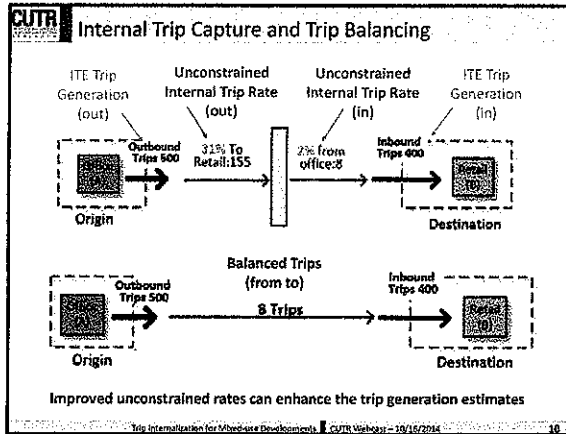 CUTR
Internal Trip Capture and Trip Balancing
ITE Trip
Generation
(out)
Unconstrained
Internal Trip Rate
(out)
Unconstrained
Internal Trip Rate
(in)
ITE Trip
Generation
(in)
Outbound
Trips 500
31% To
Retail:155
2% from
office:8
Inbound
Trips 400
Office
(A)
Retail
(B)
Origin
Destination
Balanced Trips
(from to)
Outbound
Trips 500
8 Trips
Inbound
Trips 400
Office
(A)
Retail
(B)
Origin
Destination
Improved unconstrained rates can enhance the trip generation estimates
Trip Internalization for Mixed-use Developments
CUTR Webcast – 10/16/2014
10